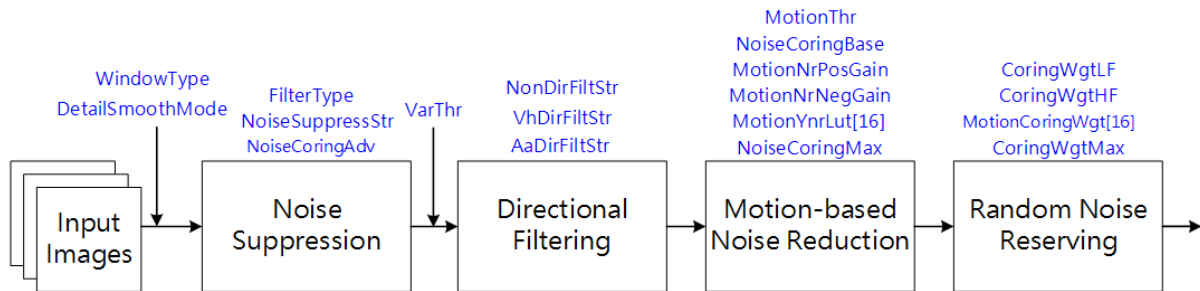 WindowType
DetailSmoothMode
Input
Images
FilterType
NoiseSuppressStr
NoiseCoringAdv
Noise
Suppression
VarThr
NonDirFiltStr
VhDirFiltStr
AaDirFiltStr
Directional
Filtering
MotionThr
NoiseCoringBase
MotionNrPosGain
MotionNrNegGain
MotionYnrLut[16]
NoiseCoringMax
Motion-based
Noise Reduction
CoringWgtLF
CoringWgtHF
MotionCoringWgt[16]
CoringWgtMax
Random Noise
Reserving